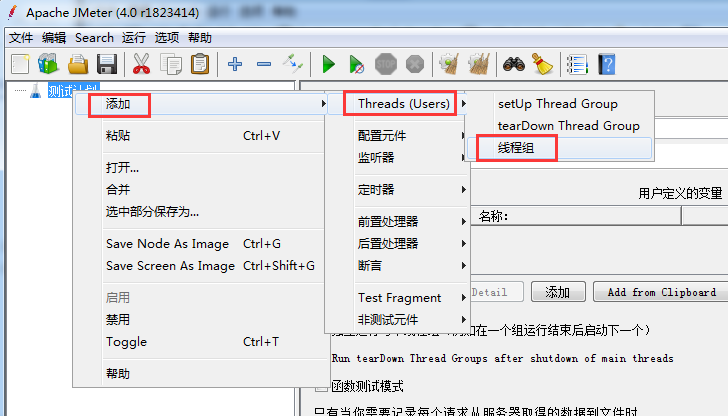 Apache JMeter (4.0 r1823414)
文件 编辑 Search 运行 选项 帮助
测试计划
添加
粘贴 Ctrl+V
打开...
合并
选中部分保存为...
Save Node As Image Ctrl+G
Save Screen As Image Ctrl+Shift+G
启用
禁用
Toggle Ctrl+T
帮助
Threads (Users)
配置元件
监听器
定时器
前置处理器
后置处理器
断言
Test Fragment
非测试元件
setUp Thread Group
tearDown Thread Group
线程组
用户定义的变量
名称:
Detail 添加 Add from Clipboard
在一个组运行结束后启动下一个)
Run tearDown Thread Groups after shutdown of main threads
函数测试模式
只有当你需要记录每个请求从服务器取得的数据到文件时